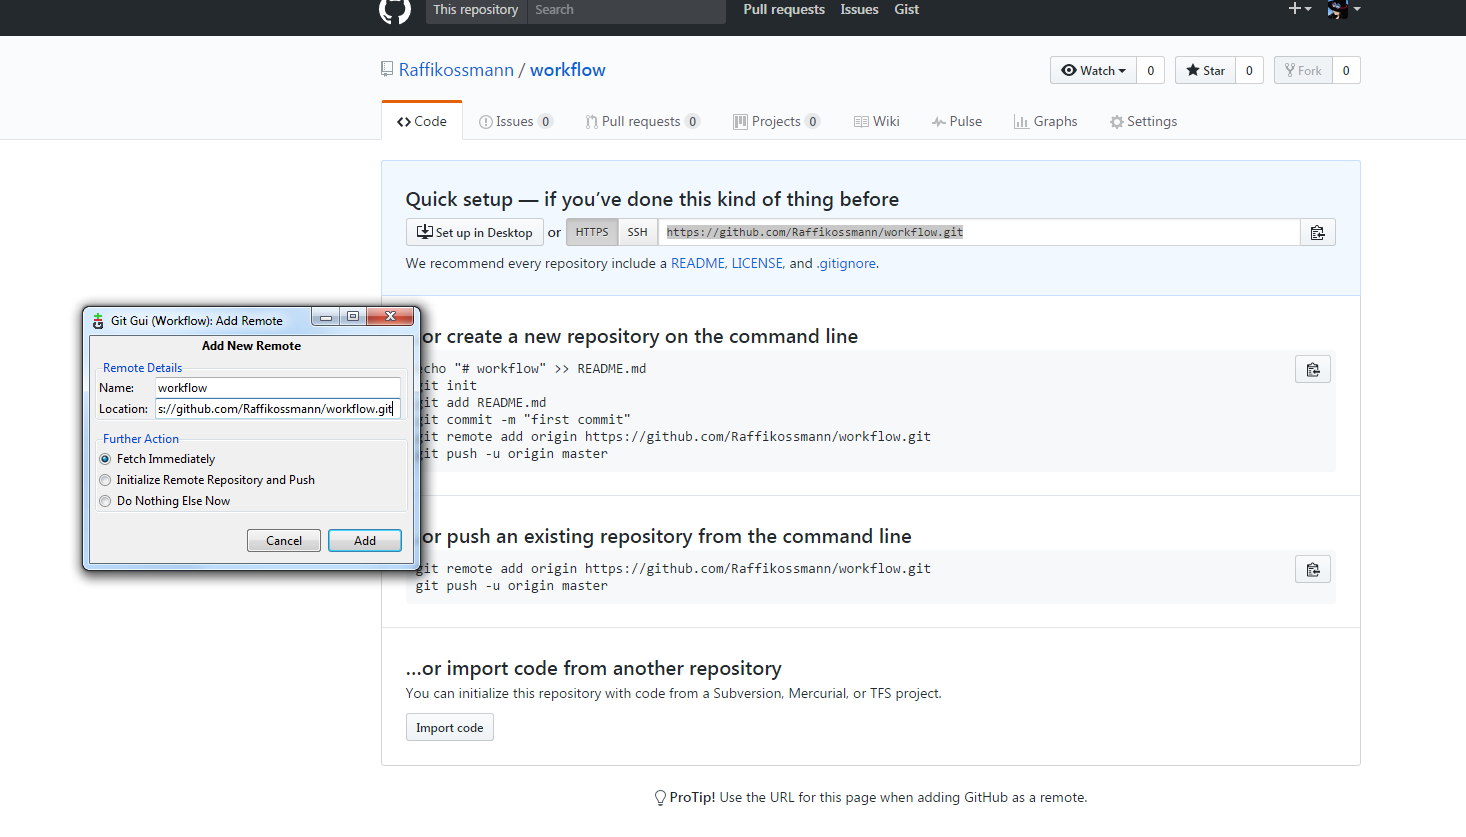 This repository Search Pull requests Issues Gist
Raffikossmann / workflow
Watch 0 Star 0 Fork 0
Code Issues 0 Pull requests 0 Projects 0 Wiki Pulse Graphs Settings
Quick setup — if you’ve done this kind of thing before
Set up in Desktop or HTTPS SSH https://github.com/Raffikossmann/workflow.git
We recommend every repository include a README, LICENSE, and .gitignore.
Git Gui (Workflow): Add Remote
Add New Remote
Remote Details
Name: workflow
Location: s://github.com/Raffikossmann/workflow.git
Further Action
Fetch Immediately
Initialize Remote Repository and Push
Do Nothing Else Now
Cancel Add
or create a new repository on the command line
echo "# workflow" >> README.md
git init
git add README.md
git commit -m "first commit"
git remote add origin https://github.com/Raffikossmann/workflow.git
git push -u origin master
or push an existing repository from the command line
git remote add origin https://github.com/Raffikossmann/workflow.git
git push -u origin master
…or import code from another repository
You can initialize this repository with code from a Subversion, Mercurial, or TFS project.
Import code
ProTip! Use the URL for this page when adding GitHub as a remote.